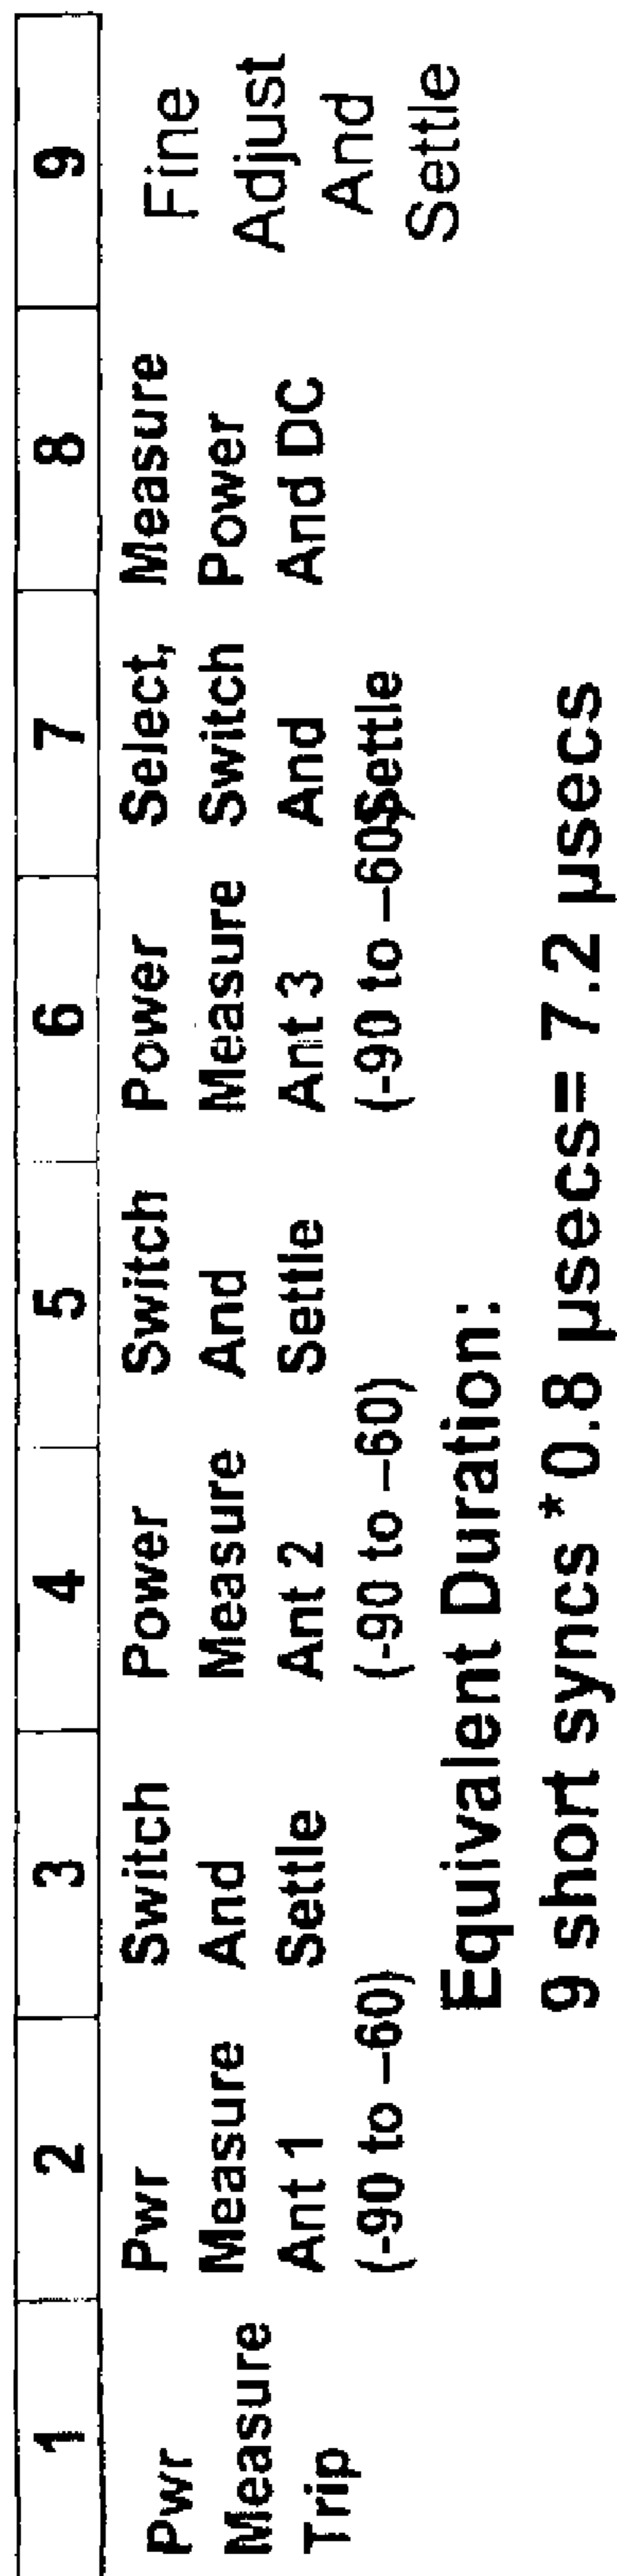 1 2 3 4 5 6 7 8 9
Pwr
Measure
Trip
Pwr
Measure
Ant 1
(-90 to –60)
Switch
And
Settle
Power
Measure
Ant 2
(-90 to –60)
Switch
And
Settle
Power
Measure
Ant 3
(-90 to –60)
Select,
Switch
And
Settle
Measure
Power
And DC
Fine
Adjust
And
Settle
Equivalent Duration:
9 short syncs *0.8 μsecs= 7.2 μsecs